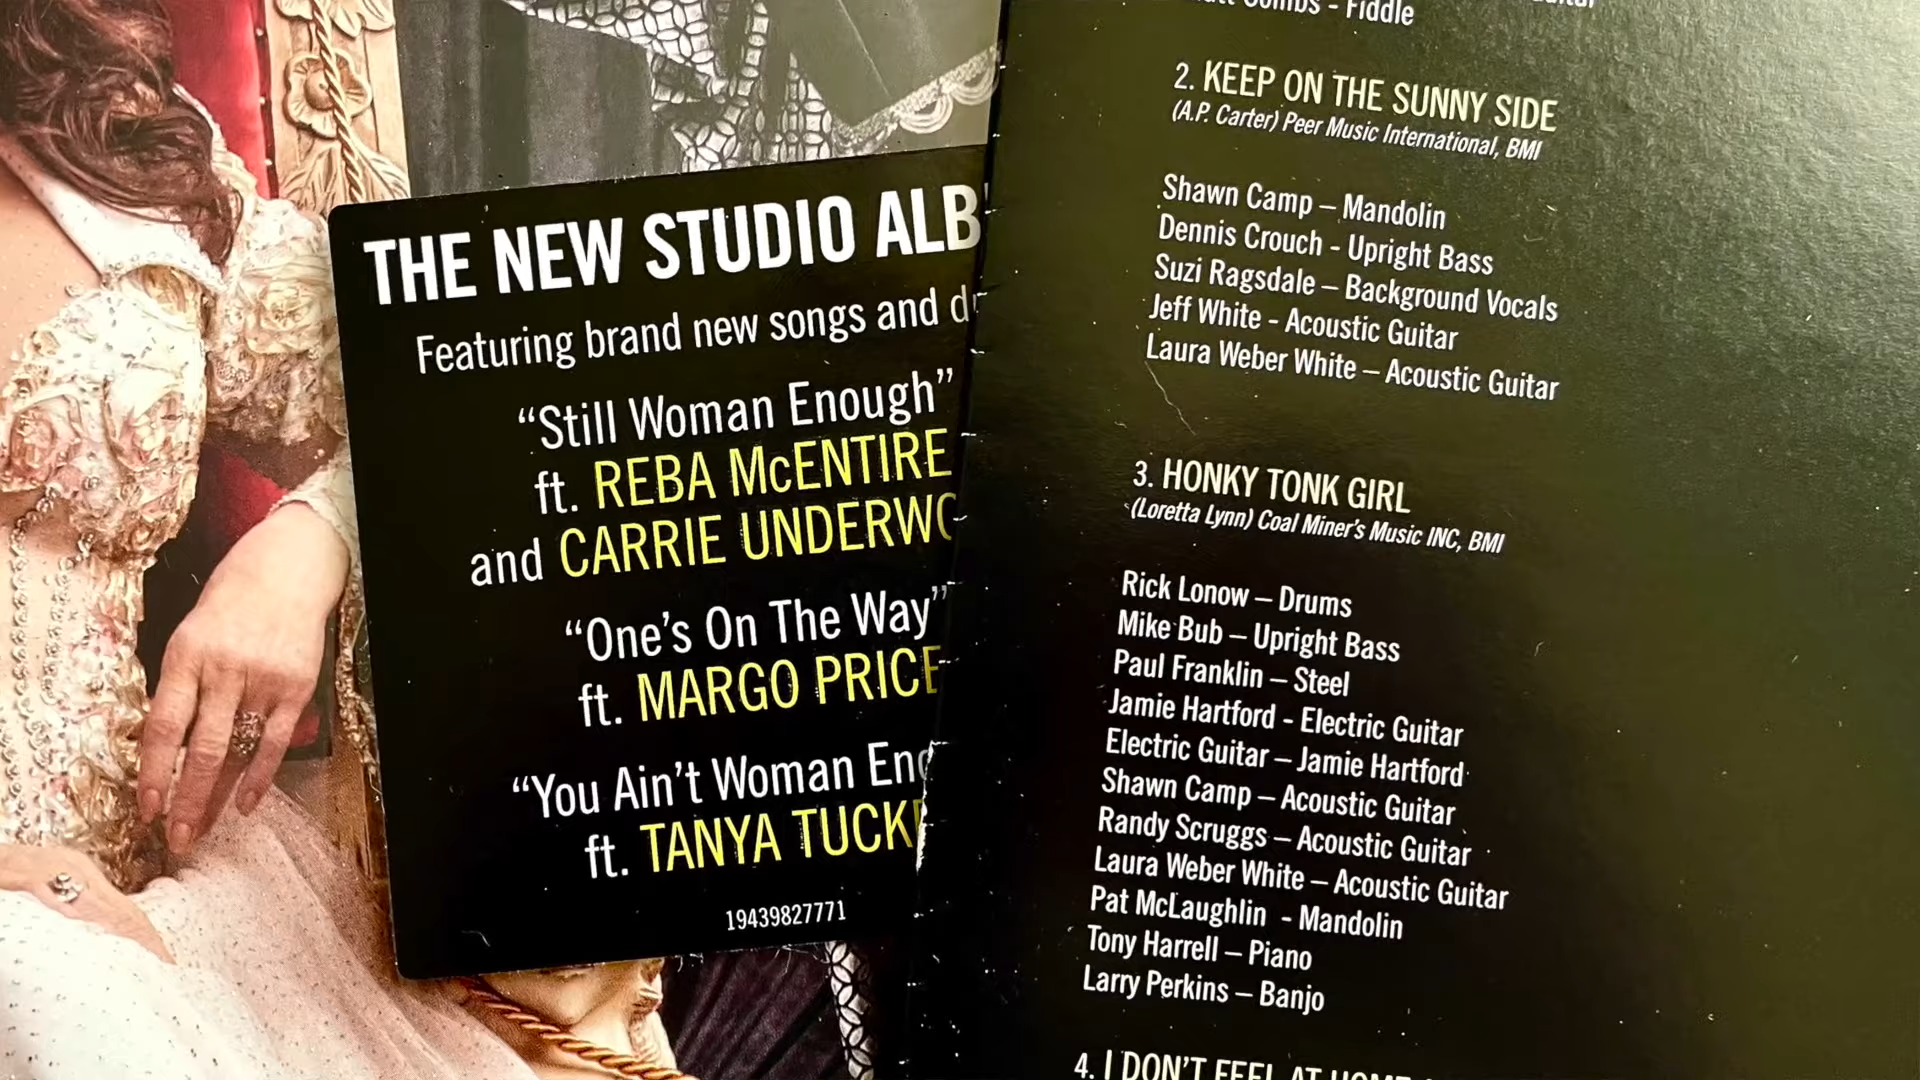 THE NEW STUDIO
Featuring brand new songs and
“Still Woman Enough”
ft. REBA McENTIRE
and CARRIE
“One’s On The Way”
ft. MARGO PRICE
“You Ain’t Woman
ft. TANYA
19439827771
- Fiddle
2. KEEP ON THE SUNNY SIDE
(A.P. Carter) Peer Music International, BMI
Shawn Camp – Mandolin
Dennis Crouch - Upright Bass
Suzi Ragsdale – Background Vocals
Jeff White - Acoustic Guitar
Laura Weber White – Acoustic Guitar
3. HONKY TONK GIRL
(Loretta Lynn) Coal Miner’s Music INC, BMI
Rick Lonow – Drums
Mike Bub – Upright Bass
Paul Franklin – Steel
Jamie Hartford - Electric Guitar
Electric Guitar – Jamie Hartford
Shawn Camp – Acoustic Guitar
Randy Scruggs – Acoustic Guitar
Laura Weber White – Acoustic Guitar
Pat McLaughlin - Mandolin
Tony Harrell – Piano
Larry Perkins – Banjo
4. I DON’T FEEL AT HOME